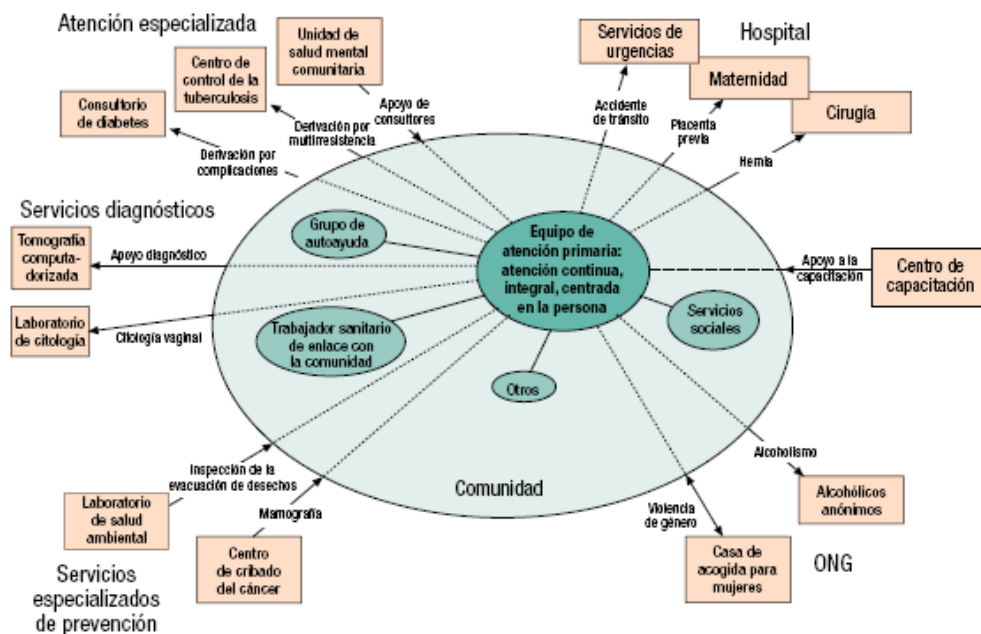 Atención especializada
Unidad de
salud mental
comunitaria
Centro de
control de la
tuberculosis
Consultorio
de diabetes
Apoyo de
consultores
Derivación por
multirresistencia
Derivación por
complicaciones
Servicios de
urgencias
Hospital
Maternidad
Cirugía
Accidente
de tránsito
Placenta
previa
Hernia
Servicios diagnósticos
Tomografía
computa-
dorizada
Apoyo diagnóstico
Laboratorio
de citología
Citología vaginal
Grupo de
autoayuda
Equipo de
atención primaria:
atención continua,
integral, centrada
en la persona
Trabajador sanitario
de enlace con
la comunidad
Servicios
sociales
Otros
Apoyo a la
capacitación
Centro de
capacitación
Comunidad
Inspección de la
evacuación de desechos
Laboratorio
de salud
ambiental
Mamografía
Centro
de cribado
del cáncer
Servicios
especializados
de prevención
Alcoholismo
Alcohólicos
anónimos
Violencia
de género
Casa de
acogida para
mujeres
ONG